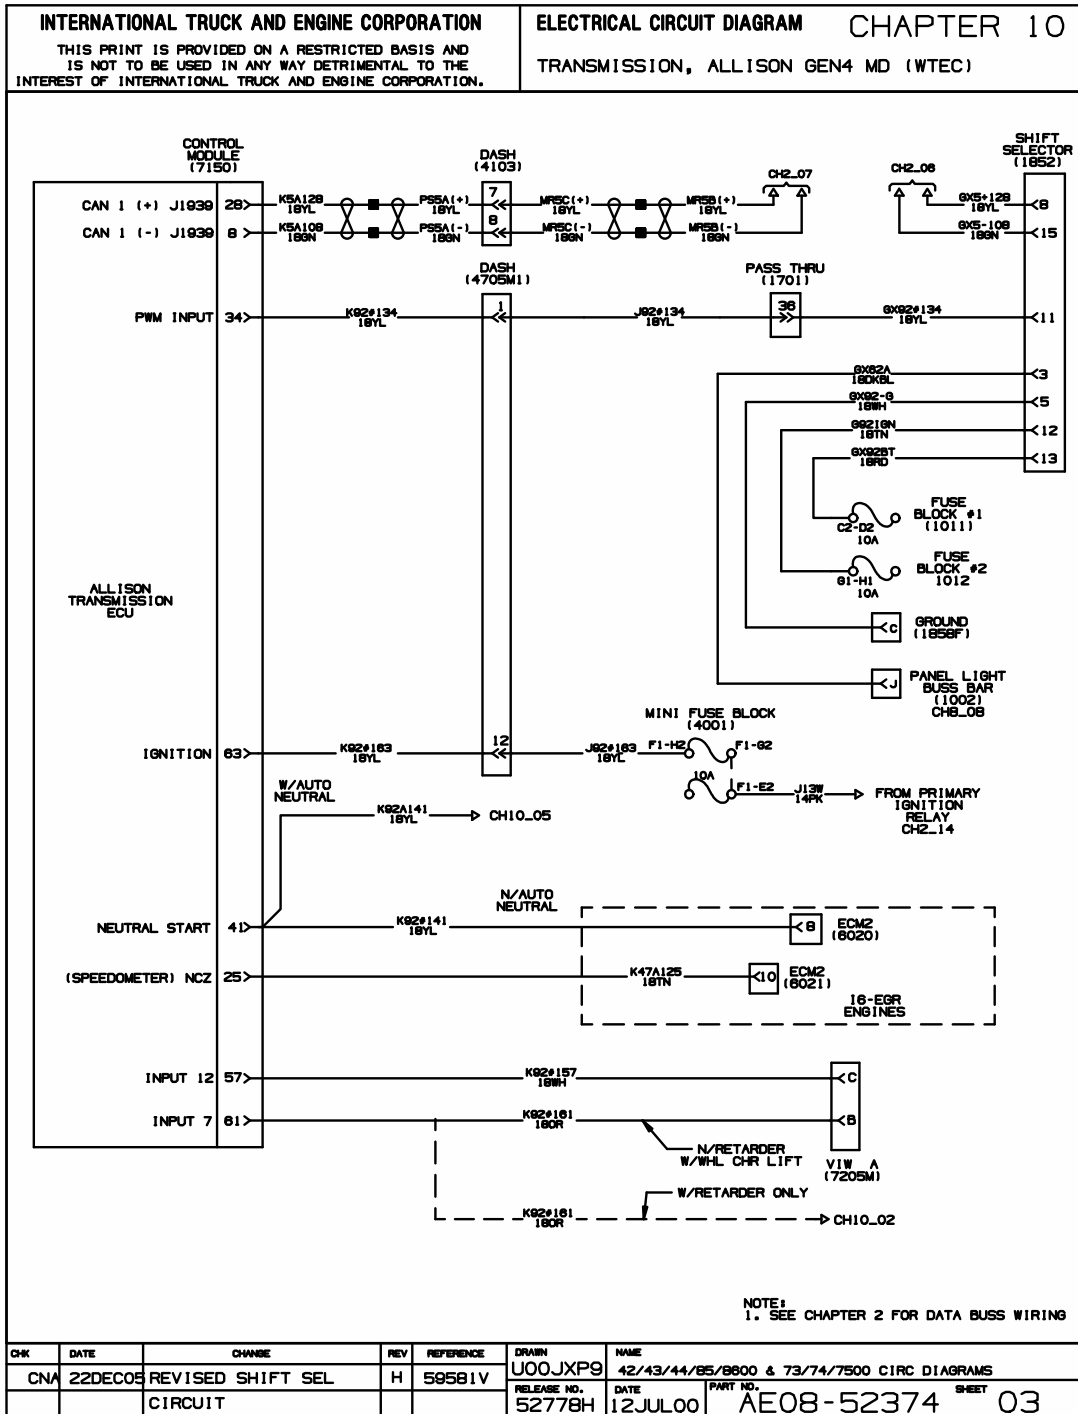 INTERNATIONAL TRUCK AND ENGINE CORPORATION
THIS PRINT IS PROVIDED ON A RESTRICTED BASIS AND
IS NOT TO BE USED IN ANY WAY DETRIMENTAL TO THE
INTEREST OF INTERNATIONAL TRUCK AND ENGINE CORPORATION.
ELECTRICAL CIRCUIT DIAGRAM CHAPTER 10
TRANSMISSION, ALLISON GEN4 MD (WTEC)
CONTROL
MODULE
(7150)
DASH
(4103)
SHIFT
SELECTOR
(1852)
CH2_07
CH2_06
CAN 1 (+) J1939 28
K5A128
18YL
PS5A(+)
18YL
7
MR5C(+)
18YL
MR5B(+)
18YL
GX5+128
18YL
8
CAN 1 (-) J1939 8
K5A108
18GN
PS5A(-)
18GN
8
MR5C(-)
18GN
MR5B(-)
18GN
GX5-108
18GN
15
DASH
(4705M1)
PASS THRU
(1701)
PWM INPUT 34
K92#134
18YL
1
J92#134
18YL
36
GX92#134
18YL
11
GX62A
18DKBL
3
GX92-G
18WH
5
G92IGN
18TN
12
GX92BT
18RD
13
C2-D2
10A
FUSE
BLOCK #1
(1011)
G1-H1
10A
FUSE
BLOCK #2
1012
ALLISON
TRANSMISSION
ECU
C
GROUND
(1858F)
J
PANEL LIGHT
BUSS BAR
(1002)
CH8_08
MINI FUSE BLOCK
(4001)
IGNITION 63
K92#163
18YL
12
J92#163
18YL
F1-H2
F1-G2
10A
F1-E2
J13W
14PK
FROM PRIMARY
IGNITION
RELAY
CH2_14
W/AUTO
NEUTRAL
K92A141
18YL
CH10_05
N/AUTO
NEUTRAL
NEUTRAL START 41
K92#141
18YL
8
ECM2
(6020)
(SPEEDOMETER) NCZ 25
K47A125
18TN
10
ECM2
(6021)
I6-EGR
ENGINES
INPUT 12 57
K92#157
18WH
C
INPUT 7 61
K92#161
18OR
B
N/RETARDER
W/WHL CHR LIFT
VIW A
(7205M)
W/RETARDER ONLY
K92#161
18OR
CH10_02
NOTE:
1. SEE CHAPTER 2 FOR DATA BUSS WIRING
CHK DATE CHANGE REV REFERENCE
CNA 22DEC05 REVISED SHIFT SEL H 59581V
CIRCUIT
DRAWN
U00JXP9
NAME
42/43/44/85/8600 & 73/74/7500 CIRC DIAGRAMS
RELEASE NO.
52778H
DATE
12JUL00
PART NO.
AE08-52374
SHEET
03